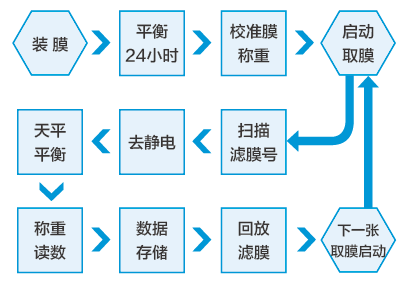 装 膜
平衡
24小时
校准膜
称重
启动
取膜
扫描
滤膜号
去静电
天平
平衡
称重
读数
数据
存储
回放
滤膜
下一张
取膜启动